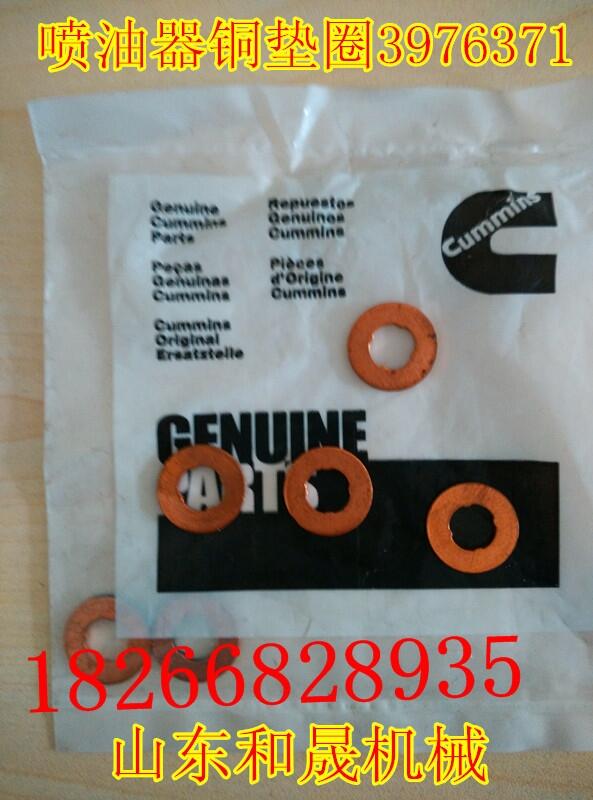 喷油器铜垫圈3976371
Genuine
Cummins
Parts
Repuestos
Genuinos
Cummins
Peças
Genuinas
Cummins
Pièces
d'Origine
Cummins
Cummins
Original
Ersatzteile
Cummins
GENUINE
PARTS
18266828935
山东和晟机械